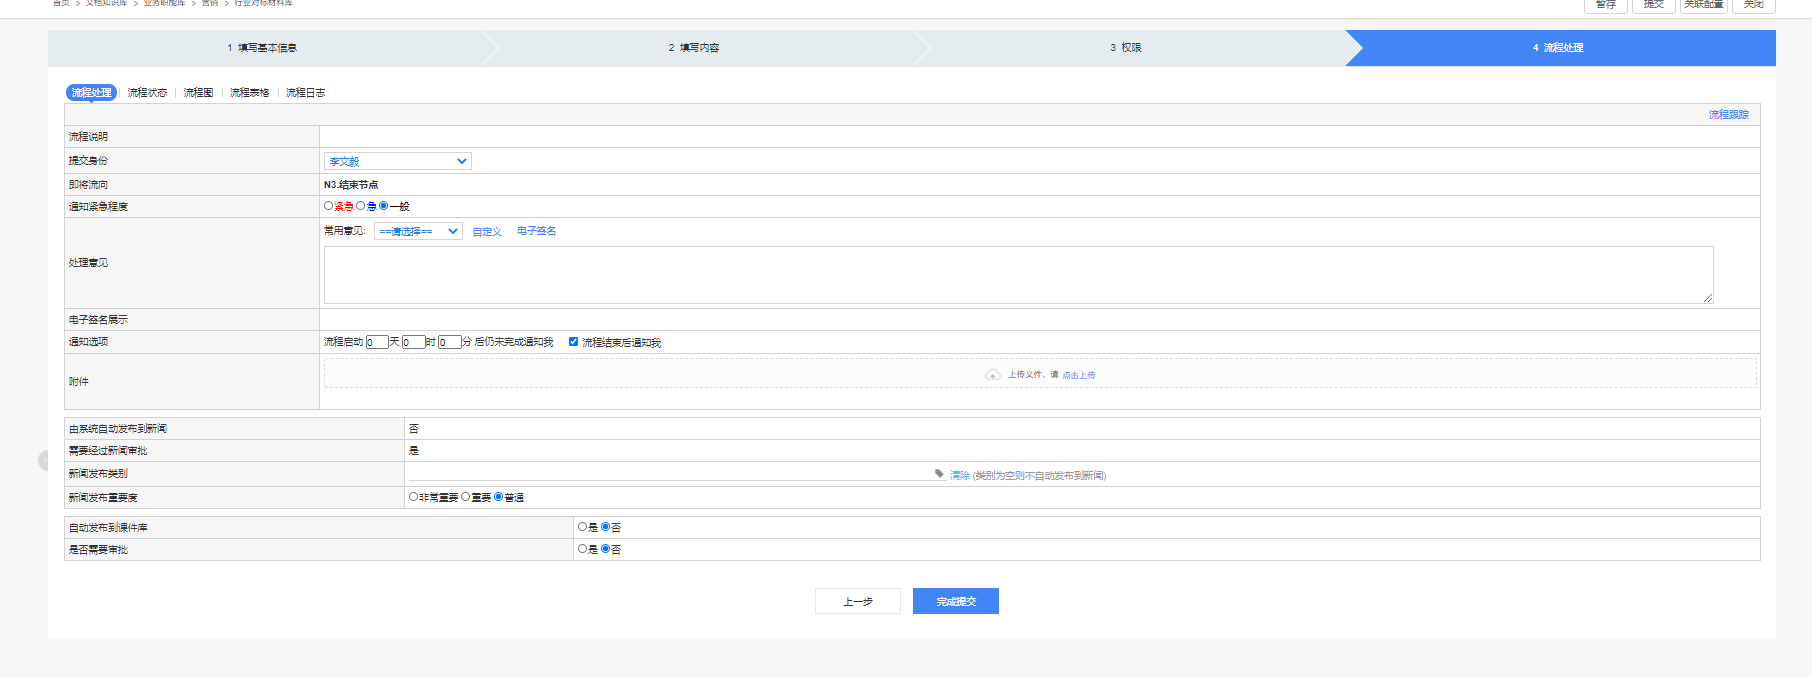 首页 > 文档知识库 > 业务职能库 > 营销 > 行业对标材料库
暂存 提交 关联配置 关闭
1 填写基本信息 2 填写内容 3 权限 4 流程处理
流程处理 流程状态 流程图 流程表格 流程日志
流程跟踪
流程说明
提交身份 李文毅
即将流向 N3.结束节点
通知紧急程度 紧急 急 一般
处理意见 常用意见: ==请选择== 自定义 电子签名
电子签名展示
通知选项 流程启动 0 天 0 时 0 分 后仍未完成通知我 流程结束后通知我
附件 上传文件，请 点击上传
由系统自动发布到新闻 否
需要经过新闻审批 是
新闻发布类别 清除 (类别为空则不自动发布到新闻)
新闻发布重要度 非常重要 重要 普通
自动发布到课件库 是 否
是否需要审批 是 否
上一步 完成提交